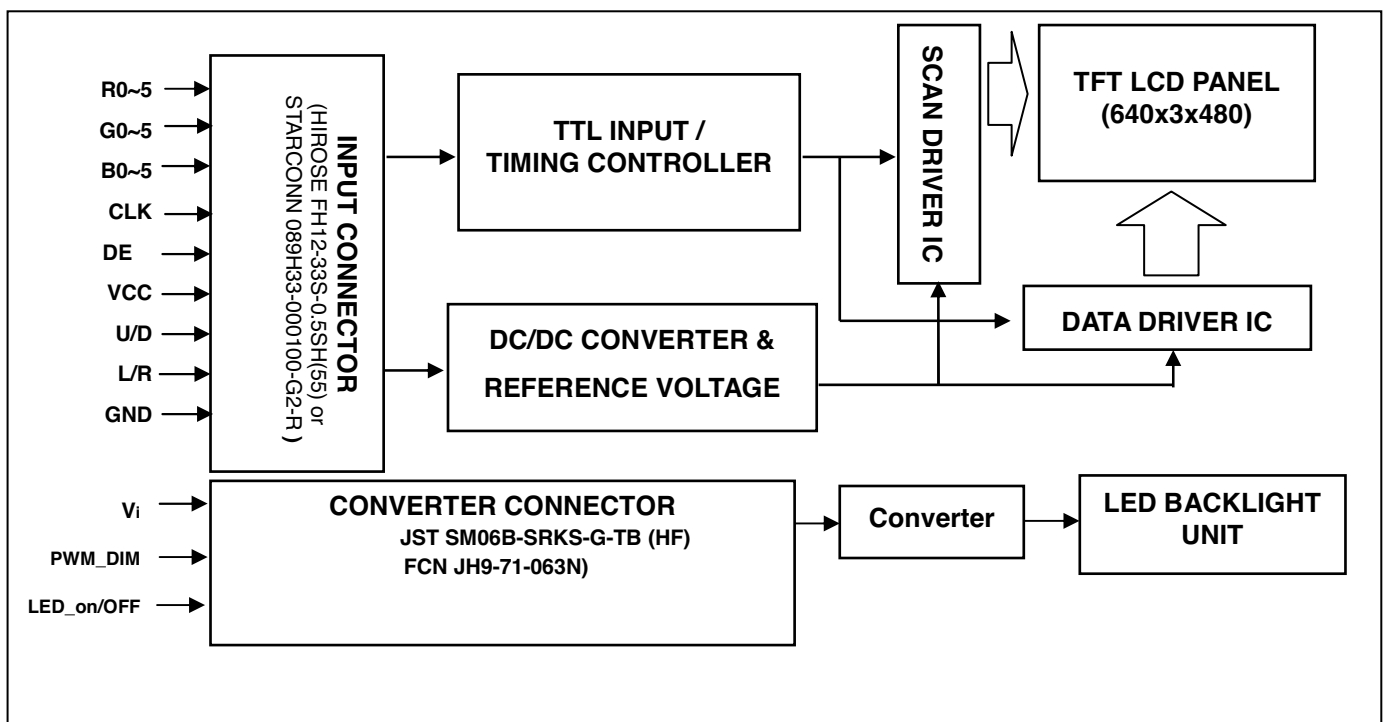 R0~5
G0~5
B0~5
CLK
DE
VCC
U/D
L/R
GND
INPUT CONNECTOR
(HIROSE FH12-33S-0.5SH(55) or
STARCONN 089H33-000100-G2-R )
TTL INPUT /
TIMING CONTROLLER
SCAN DRIVER IC
TFT LCD PANEL
(640x3x480)
DC/DC CONVERTER &
REFERENCE VOLTAGE
DATA DRIVER IC
Vi
PWM_DIM
LED_on/OFF
CONVERTER CONNECTOR
JST SM06B-SRKS-G-TB (HF)
FCN JH9-71-063N)
Converter
LED BACKLIGHT
UNIT